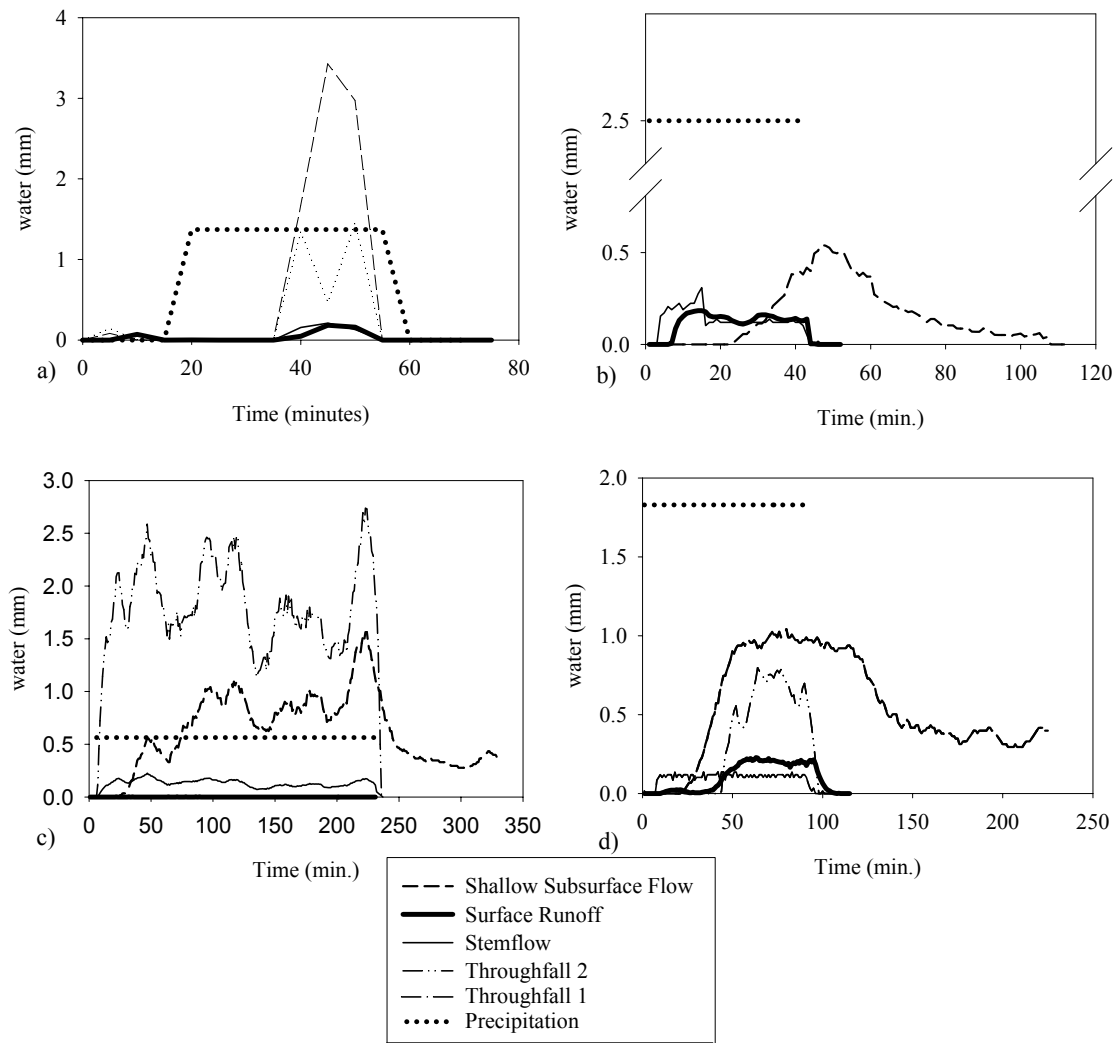 4
3
2
1
0
water (mm)
0 20 40 60 80
a)
Time (minutes)
2.5
0.5
0.0
water (mm)
0 20 40 60 80 100 120
b)
Time (min.)
3.0
2.5
2.0
1.5
1.0
0.5
0.0
water (mm)
0 50 100 150 200 250 300 350
c)
Time (min.)
2.0
1.5
1.0
0.5
0.0
water (mm)
0 50 100 150 200 250
d)
Time (min.)
Shallow Subsurface Flow
Surface Runoff
Stemflow
Throughfall 2
Throughfall 1
Precipitation